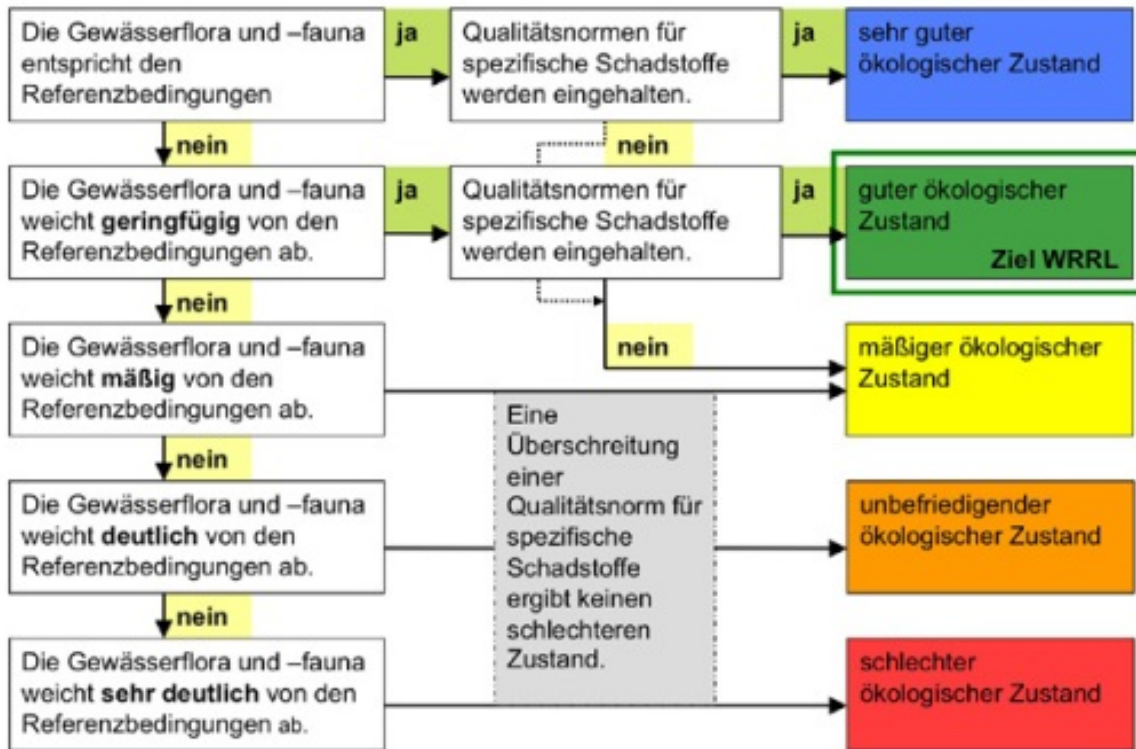 Die Gewässerflora und –fauna
entspricht den
Referenzbedingungen
ja
Qualitätsnormen für
spezifische Schadstoffe
werden eingehalten.
ja
sehr guter
ökologischer Zustand
nein
nein
Die Gewässerflora und –fauna
weicht geringfügig von den
Referenzbedingungen ab.
ja
Qualitätsnormen für
spezifische Schadstoffe
werden eingehalten.
ja
guter ökologischer
Zustand
Ziel WRRL
nein
nein
Die Gewässerflora und –fauna
weicht mäßig von den
Referenzbedingungen ab.
mäßiger ökologischer
Zustand
Eine
Überschreitung
einer
Qualitätsnorm für
spezifische
Schadstoffe
ergibt keinen
schlechteren
Zustand.
nein
Die Gewässerflora und –fauna
weicht deutlich von den
Referenzbedingungen ab.
unbefriedigender
ökologischer Zustand
nein
Die Gewässerflora und –fauna
weicht sehr deutlich von den
Referenzbedingungen ab.
schlechter
ökologischer Zustand